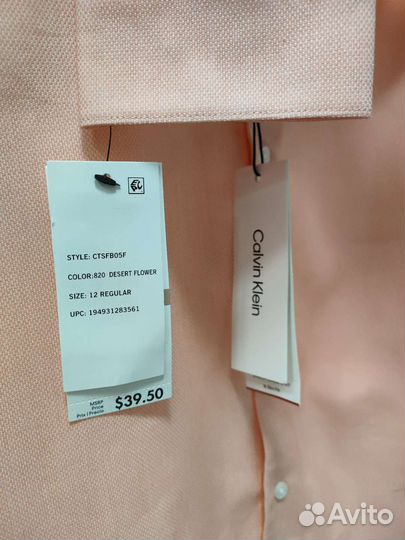 STYLE: CTSFB05F
COLOR:820 DESERT FLOWER
SIZE: 12 REGULAR
UPC: 194931283561
MSRP
Price
Prix | Precio
$39.50
Calvin Klein
Avito